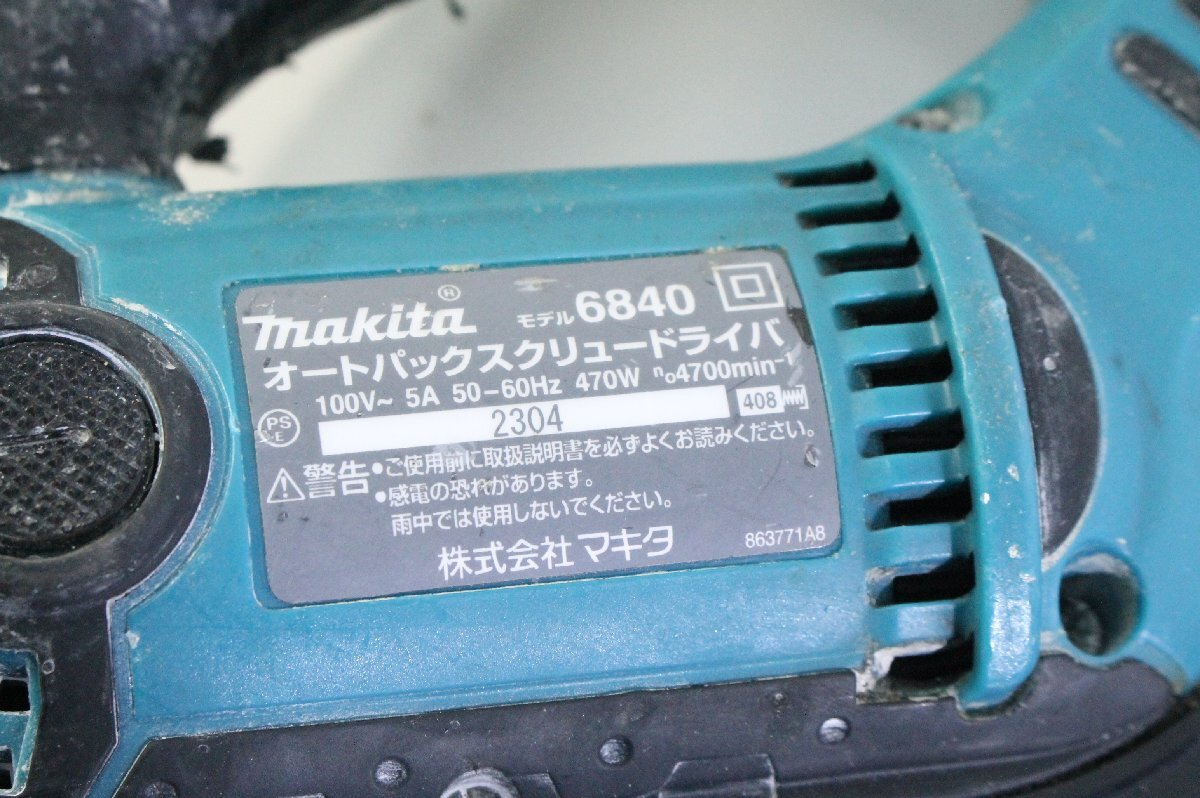 makita® モデル 6840
オートパックスクリュードライバ
100V~ 5A 50-60Hz 470W n₀4700min⁻¹
PS E 2304 408
警告 •ご使用前に取扱説明書を必ずよくお読みください。
•感電の恐れがあります。
雨中では使用しないでください。
株式会社 マキタ 863771A8